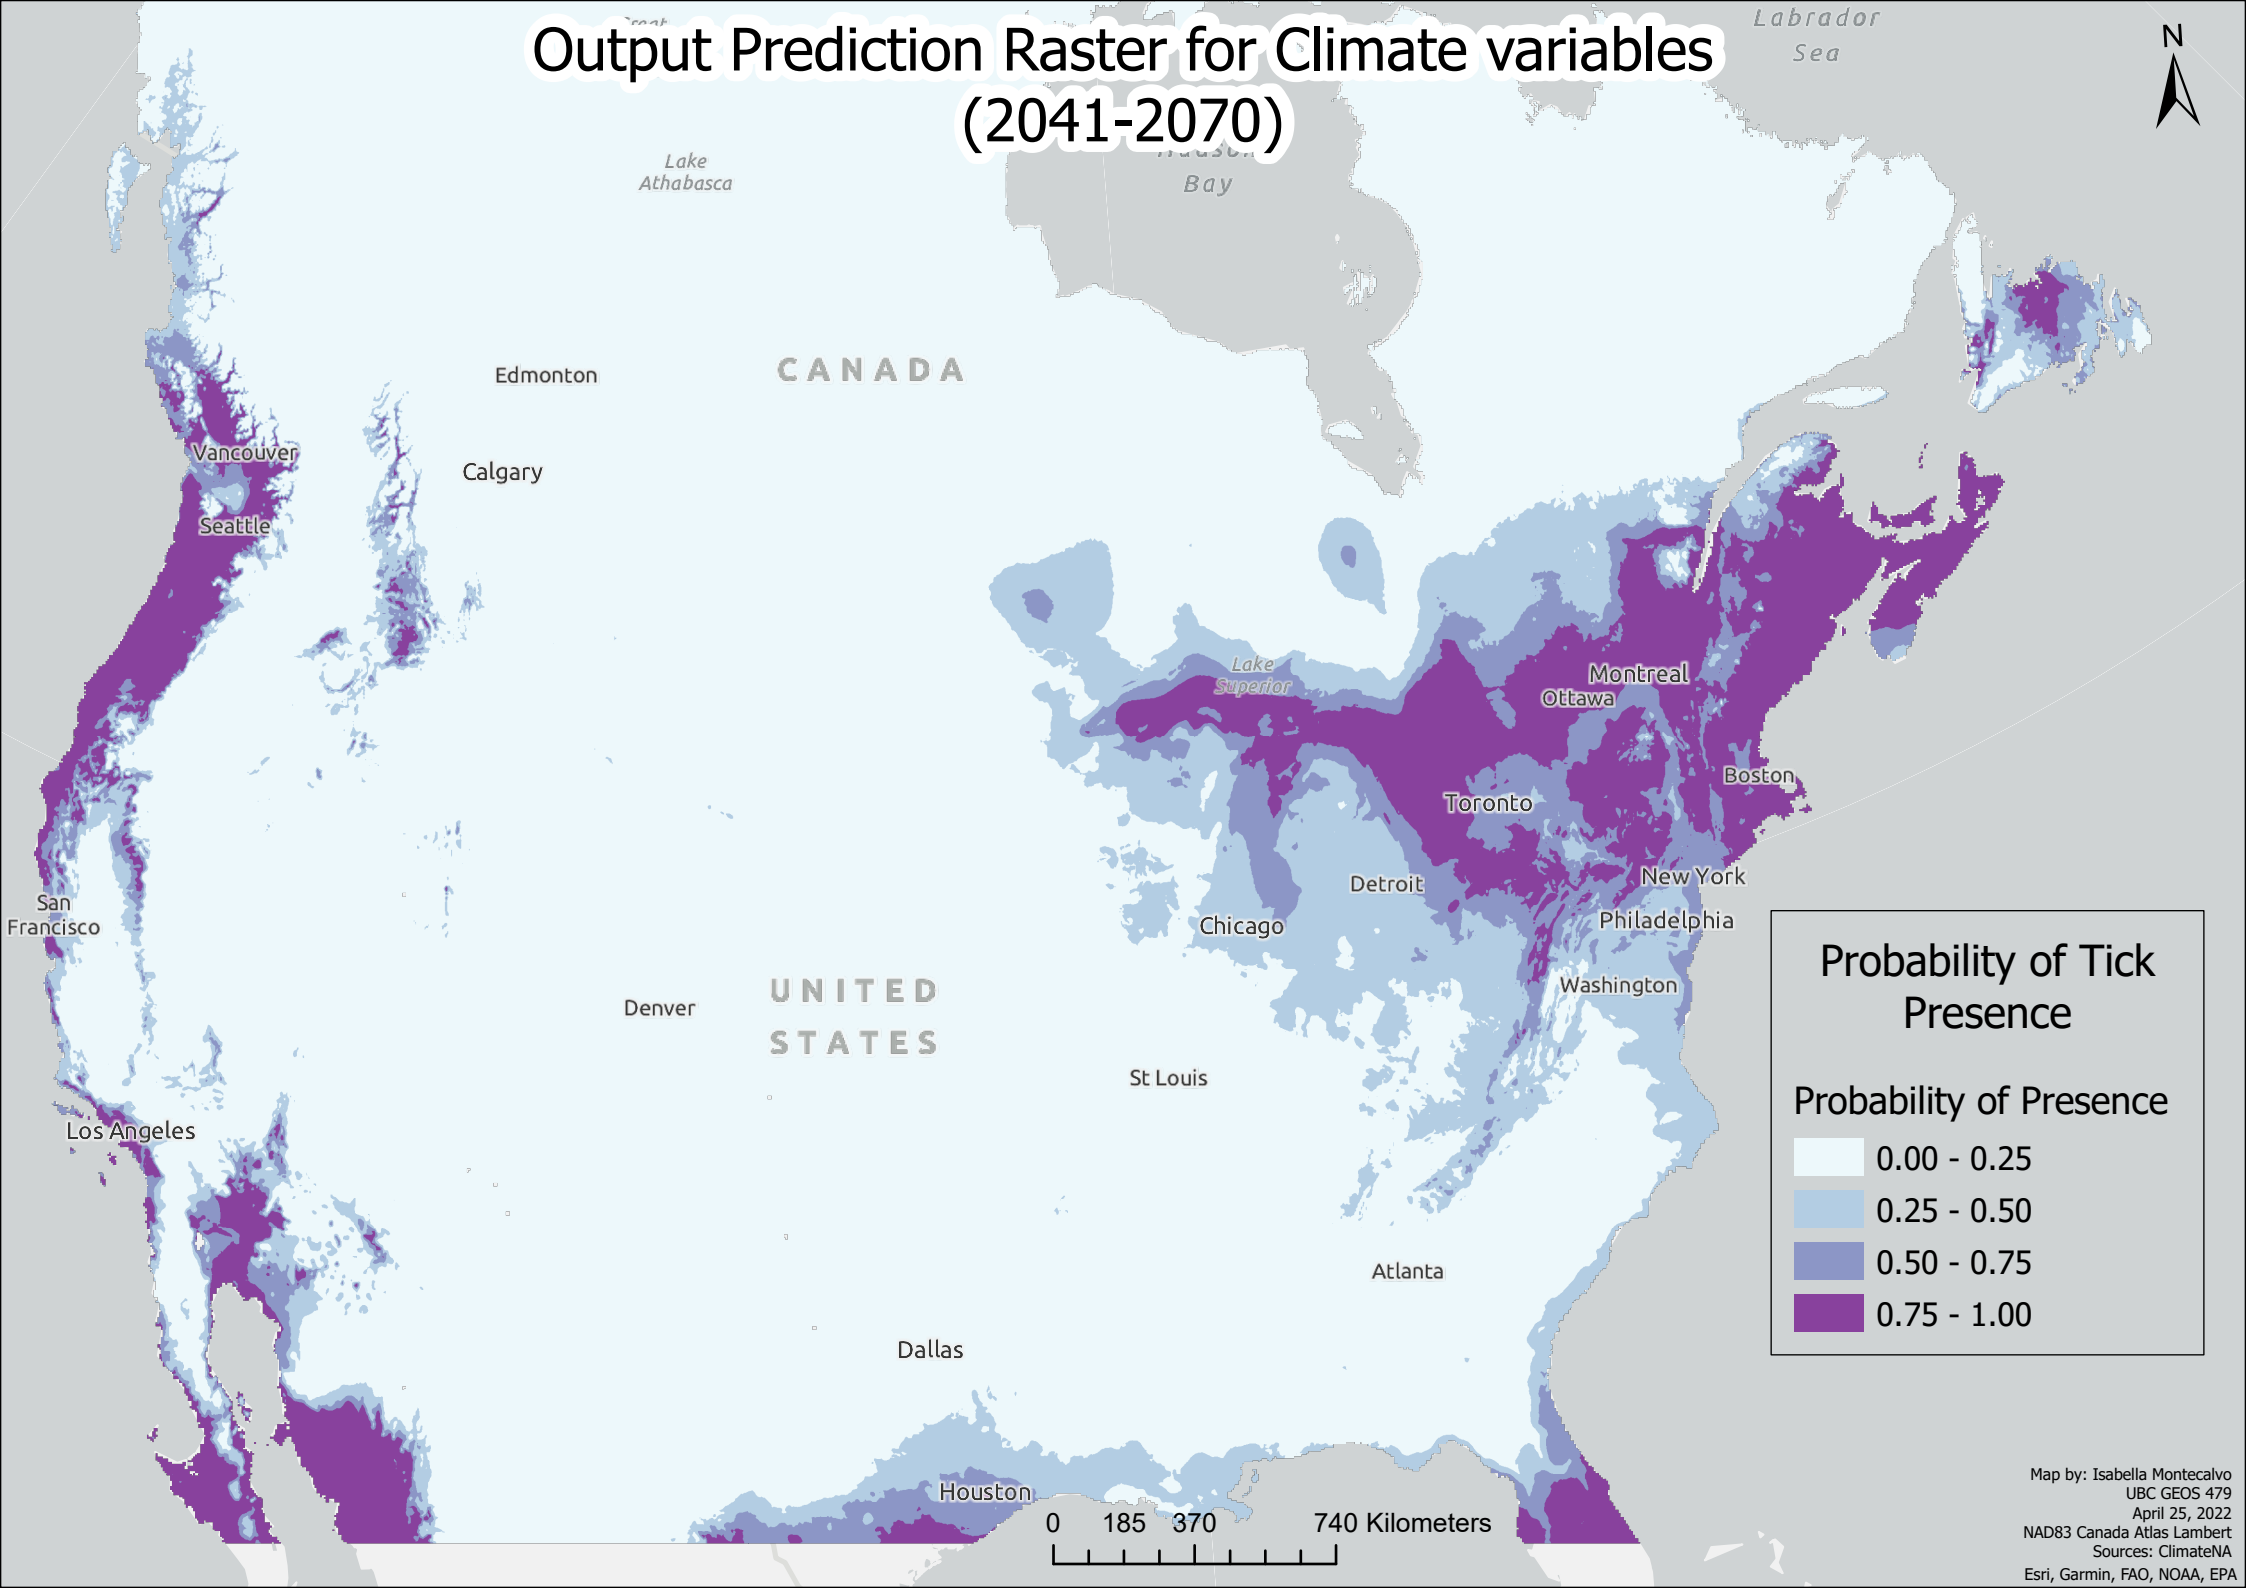 Great
Labrador
Sea
Output Prediction Raster for Climate variables
(2041-2070)
N
Lake
Athabasca
Hudson
Bay
Edmonton
CANADA
Vancouver
Calgary
Seattle
Lake
Superior
Montreal
Ottawa
Boston
Toronto
New York
Detroit
San
Francisco
Chicago
Philadelphia
Washington
UNITED
STATES
Denver
St Louis
Los Angeles
Atlanta
Dallas
Houston
Probability of Tick
Presence
Probability of Presence
0.00 - 0.25
0.25 - 0.50
0.50 - 0.75
0.75 - 1.00
0 185 370 740 Kilometers
Map by: Isabella Montecalvo
UBC GEOS 479
April 25, 2022
NAD83 Canada Atlas Lambert
Sources: ClimateNA
Esri, Garmin, FAO, NOAA, EPA